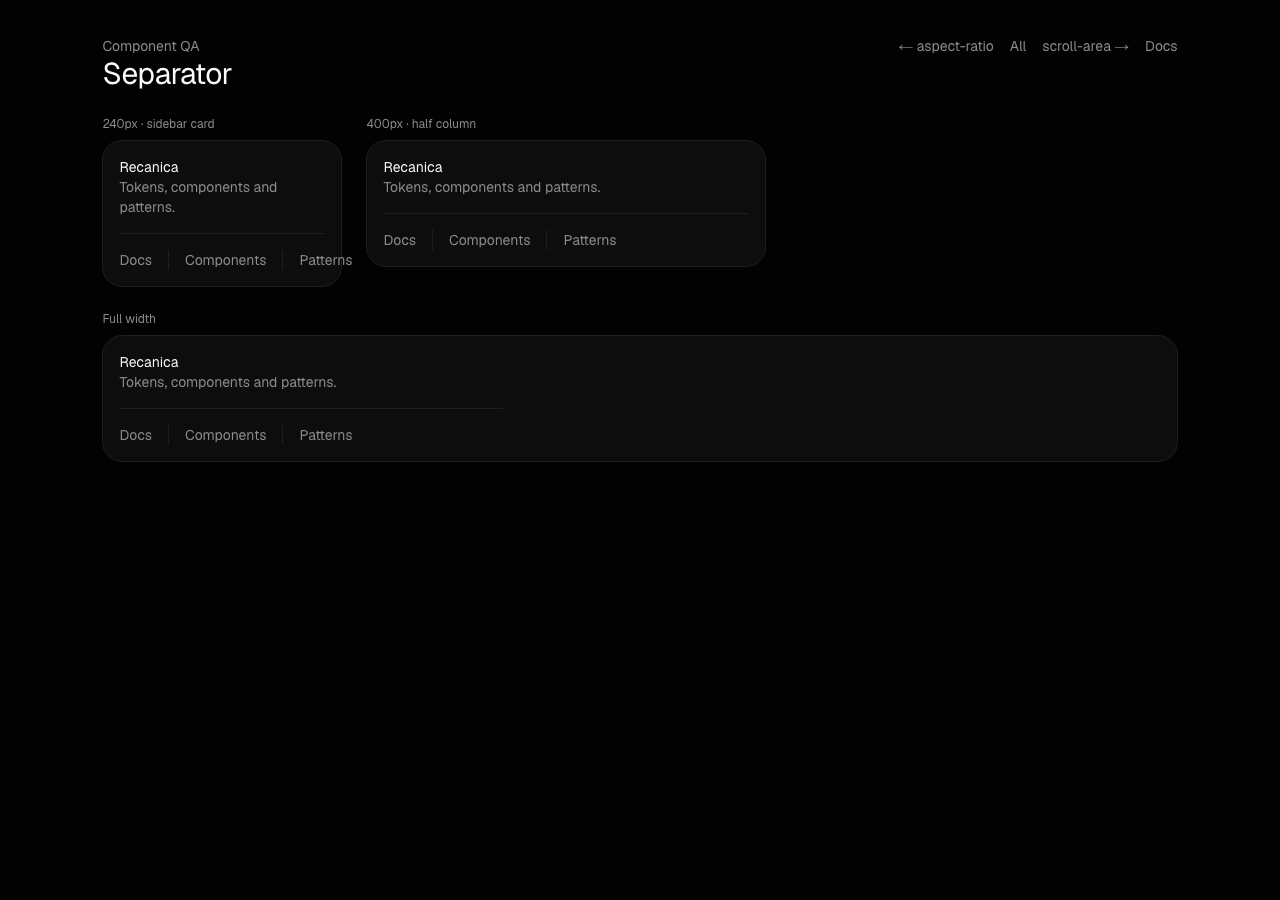 Component QA
← aspect-ratio All scroll-area → Docs
Separator
240px · sidebar card
Recanica
Tokens, components and
patterns.
Docs Components Patterns
400px · half column
Recanica
Tokens, components and patterns.
Docs Components Patterns
Full width
Recanica
Tokens, components and patterns.
Docs Components Patterns